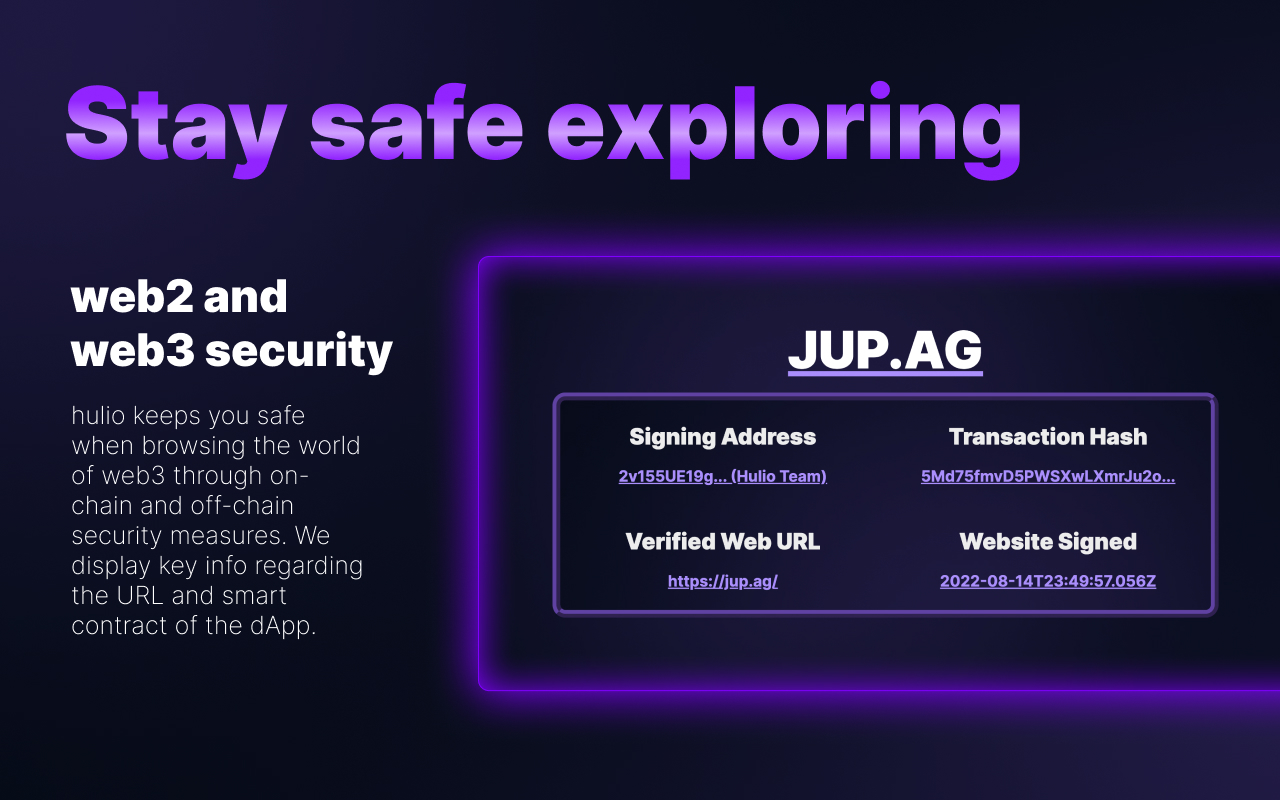 Stay safe exploring
web2 and
web3 security
hulio keeps you safe
when browsing the world
of web3 through on-
chain and off-chain
security measures. We
display key info regarding
the URL and smart
contract of the dApp.
JUP.AG
Signing Address
2v155UE19g... (Hulio Team)
Transaction Hash
5Md75fmvD5PWSXwLXmrJu2o...
Verified Web URL
https://jup.ag/
Website Signed
2022-08-14T23:49:57.056Z